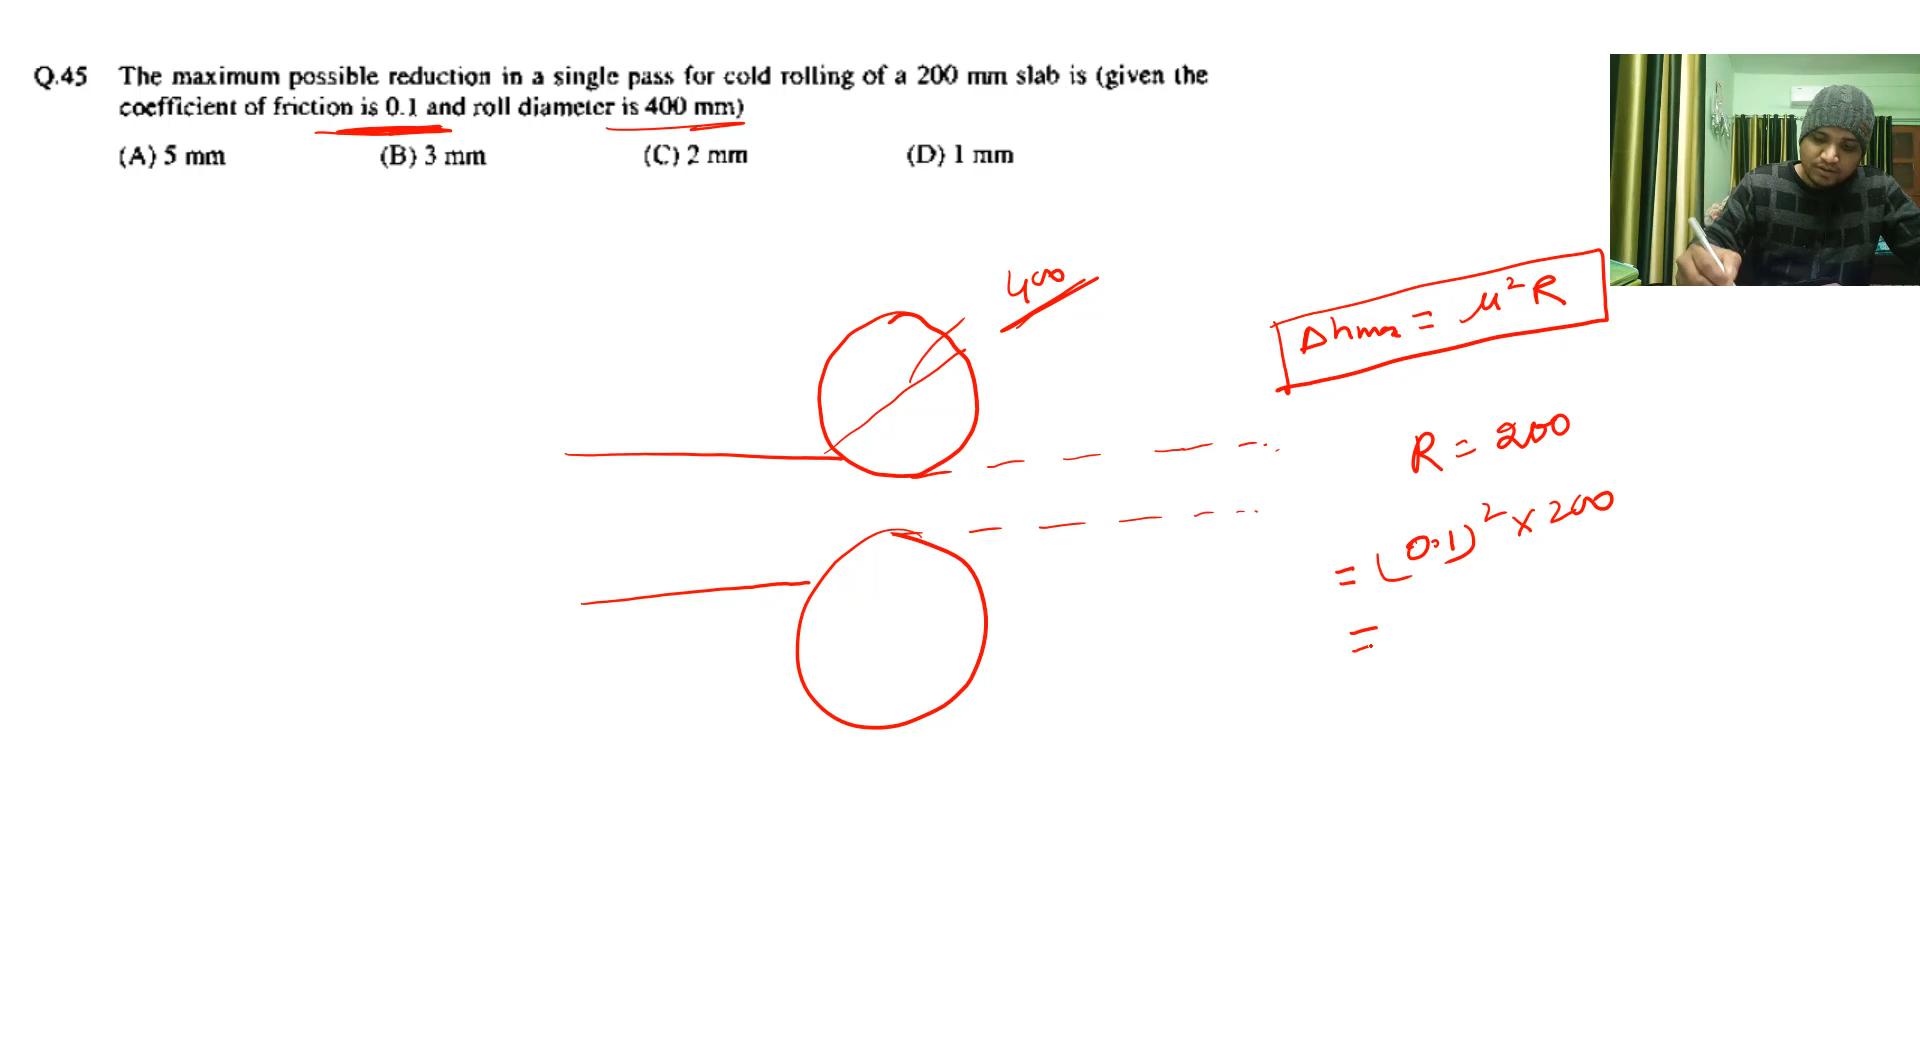 Q.45 The maximum possible reduction in a single pass for cold rolling of a 200 mm slab is (given the
coefficient of friction is 0.1 and roll diameter is 400 mm)
(A) 5 mm (B) 3 mm (C) 2 mm (D) 1 mm
400
Δhmax = μ²R
R = 200
= (0.1)² × 200
=